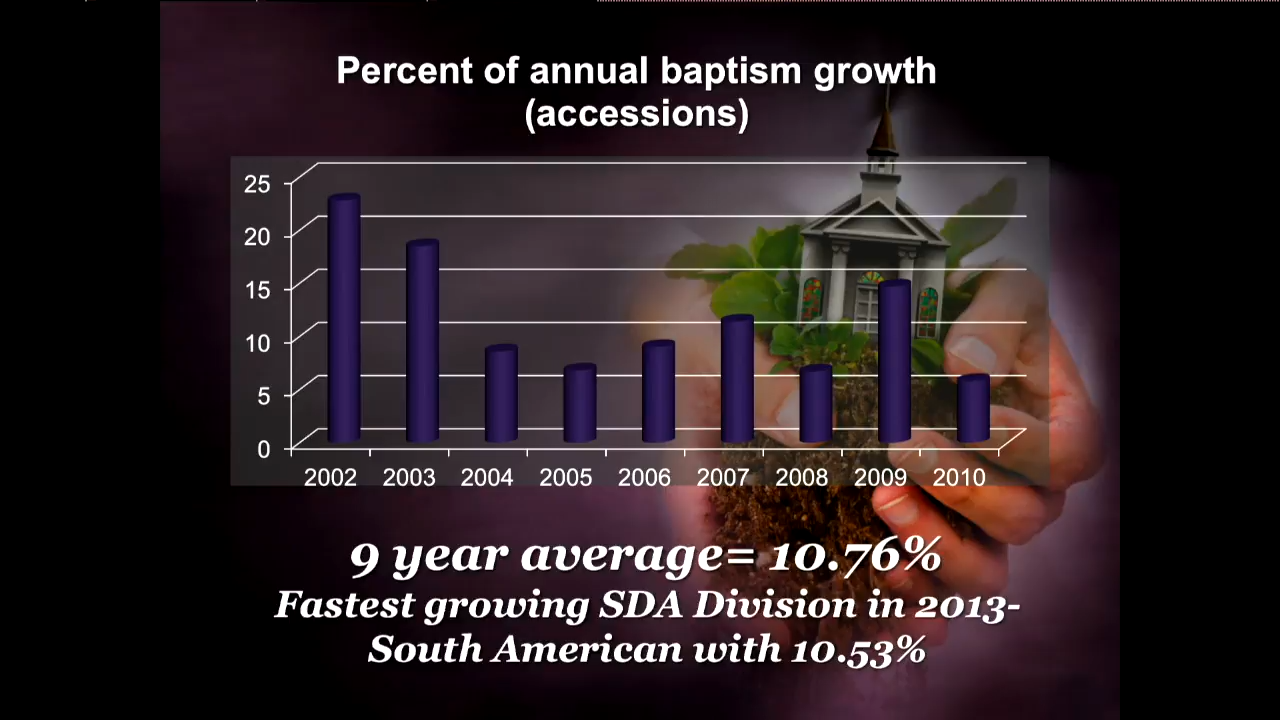 Percent of annual baptism growth
(accessions)
25
20
15
10
5
0
2002 2003 2004 2005 2006 2007 2008 2009 2010
9 year average= 10.76%
Fastest growing SDA Division in 2013-
South American with 10.53%